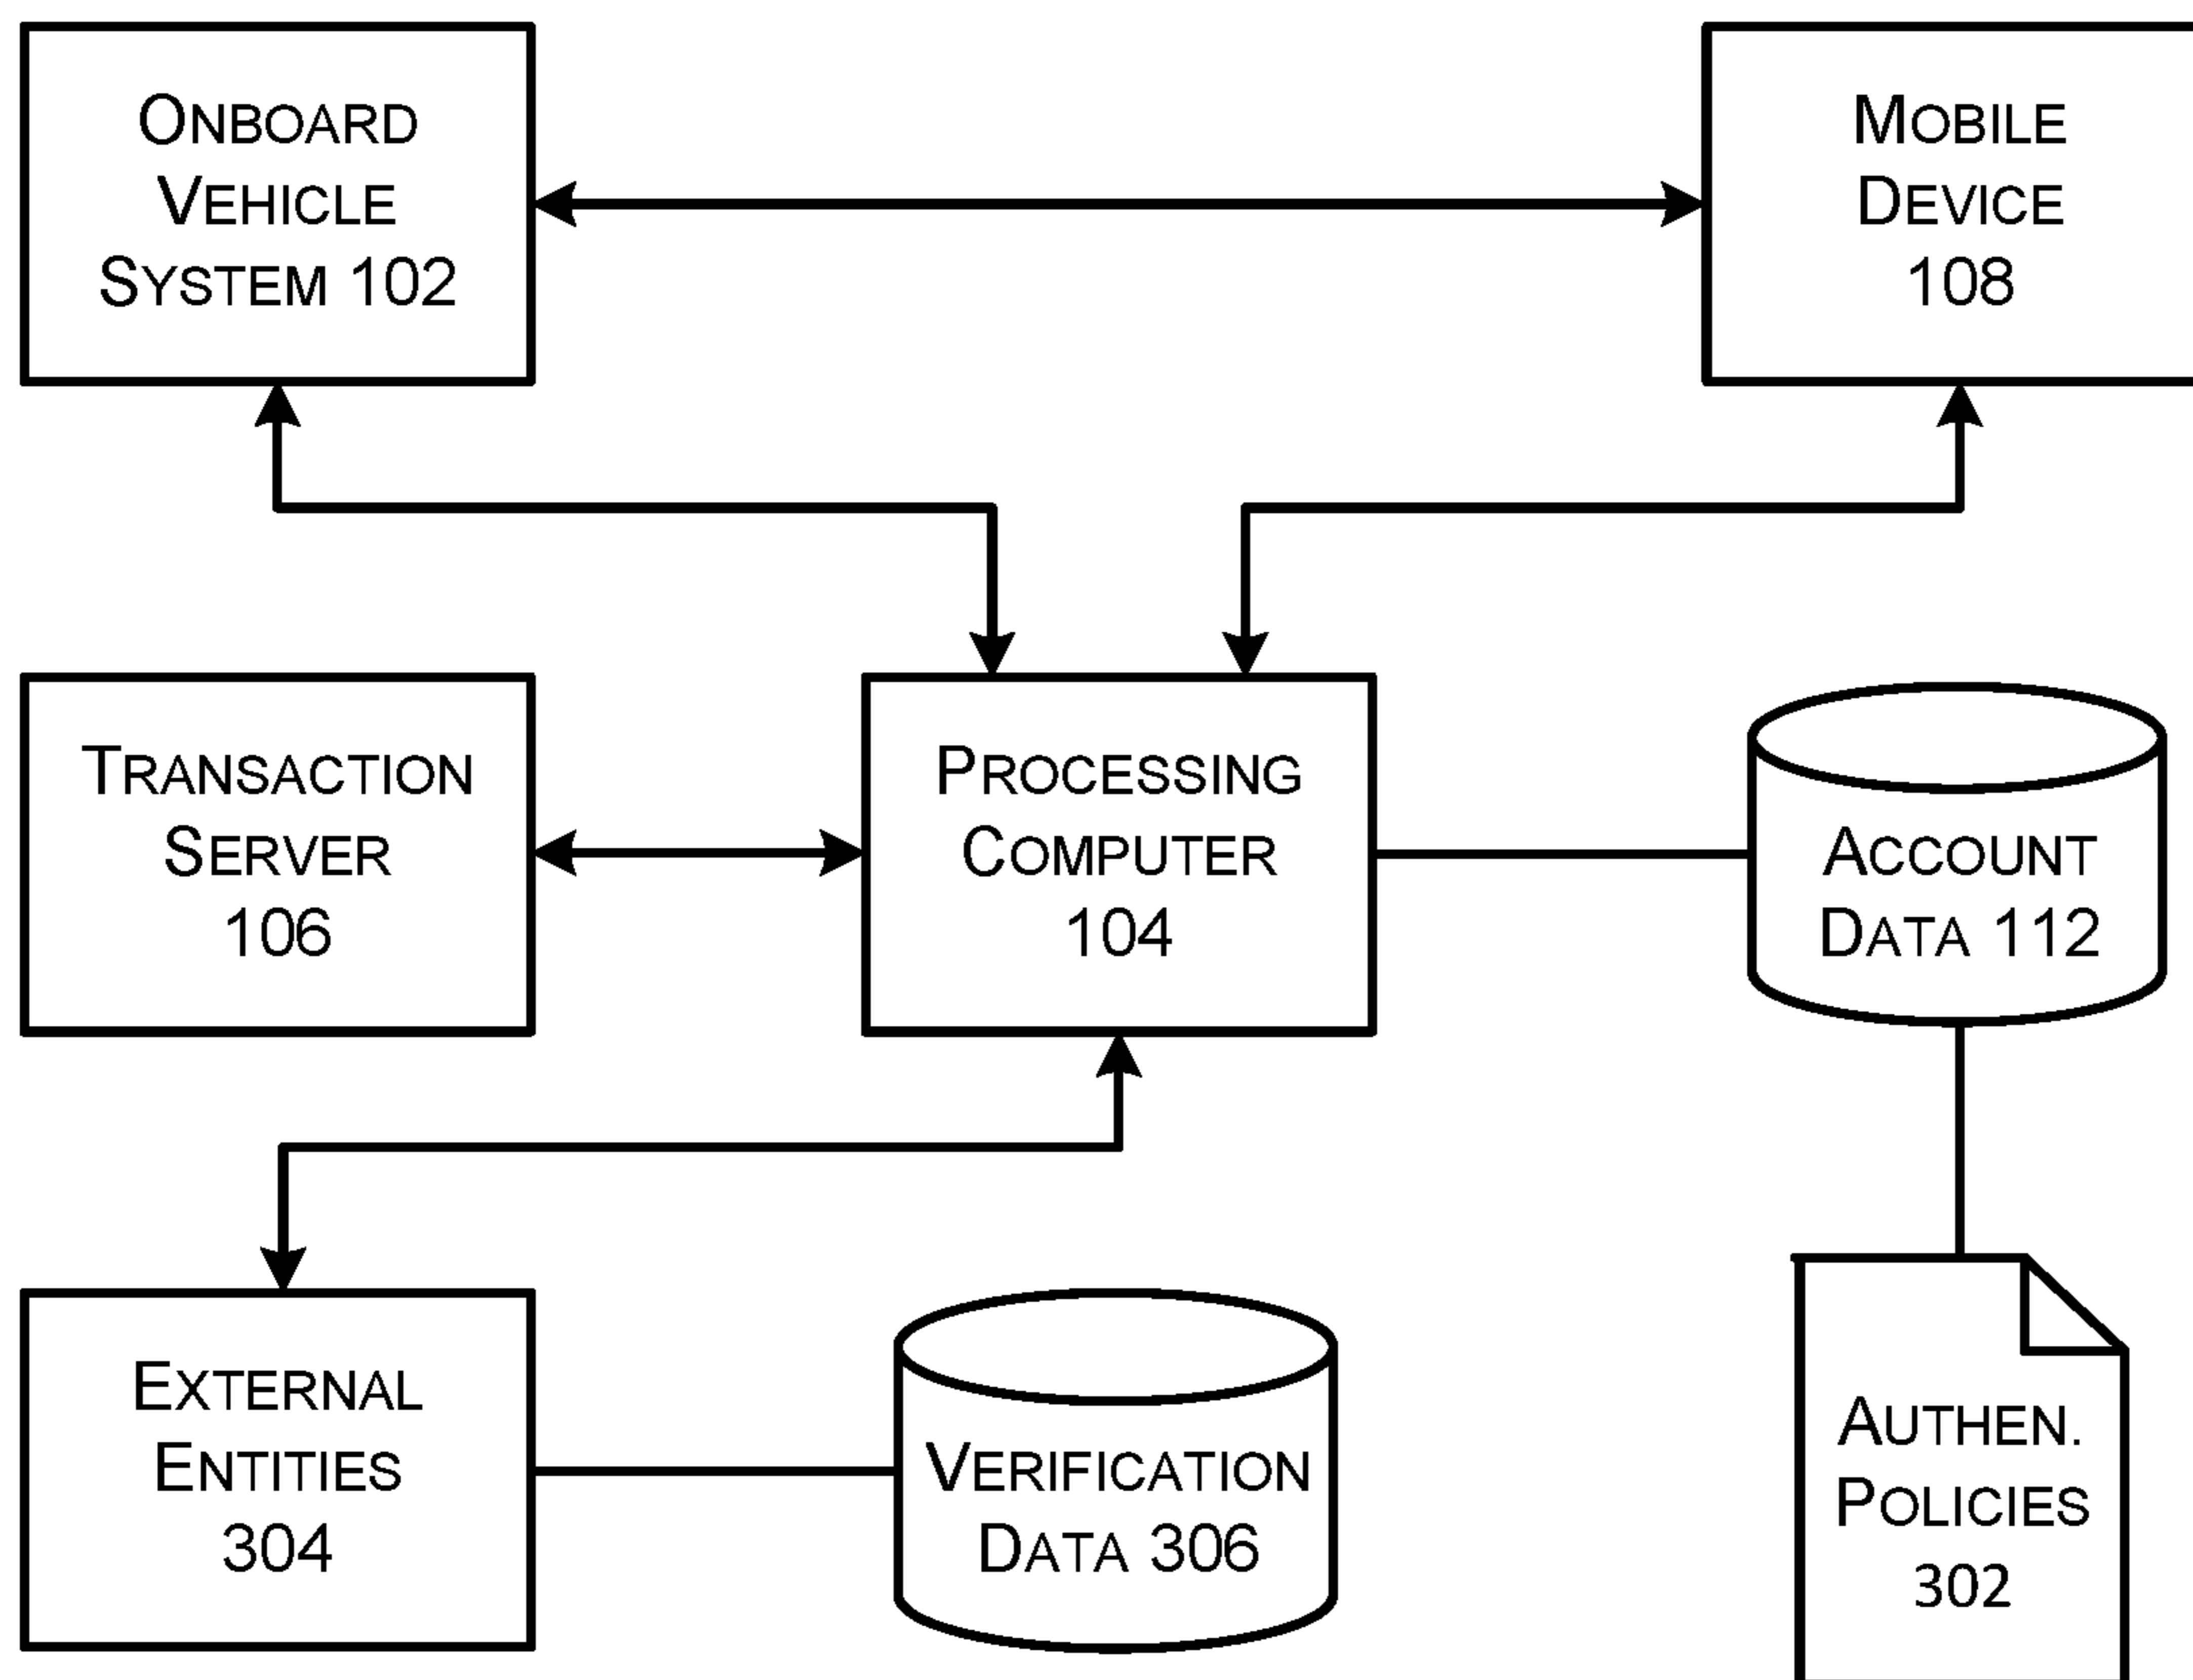 ONBOARD
VEHICLE
SYSTEM 102
MOBILE
DEVICE
108
TRANSACTION
SERVER
106
PROCESSING
COMPUTER
104
ACCOUNT
DATA 112
EXTERNAL
ENTITIES
304
VERIFICATION
DATA 306
AUTHEN.
POLICIES
302